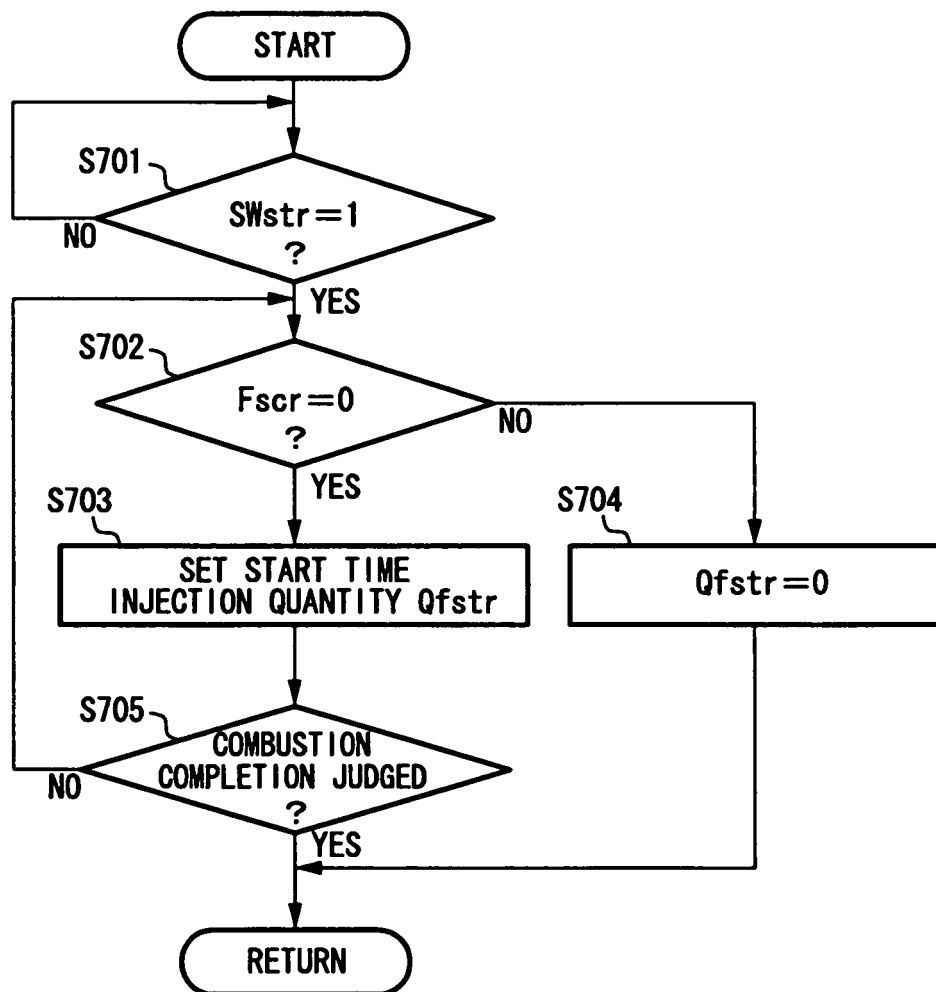 START
S701
SWstr=1
?
NO
YES
S702
Fscr=0
?
NO
YES
S703
SET START TIME
INJECTION QUANTITY Qfstr
S704
Qfstr=0
S705
COMBUSTION
COMPLETION JUDGED
?
NO
YES
RETURN